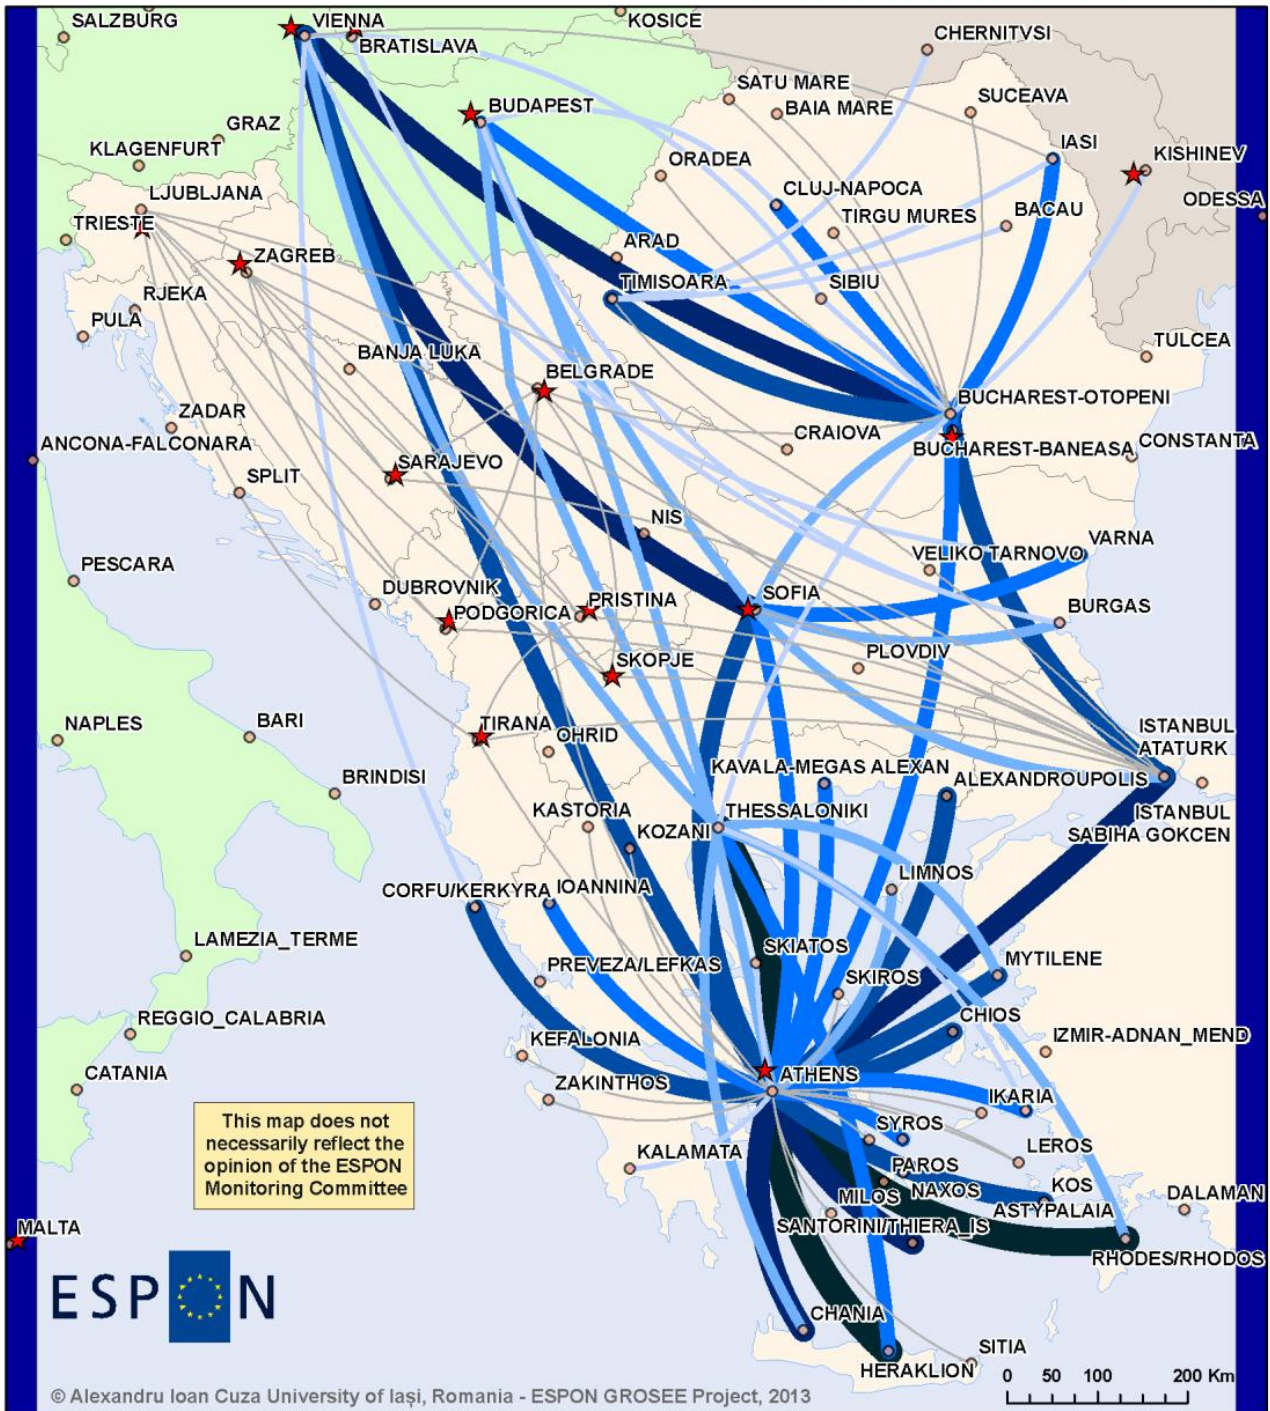 SALZBURG
VIENNA
KOSICE
BRATISLAVA
CHERNITVSI
SATU MARE
BAIA MARE
SUCEAVA
BUDAPEST
GRAZ
KLAGENFURT
IASI
KISHINEV
ORADEA
CLUJ-NAPOCA
LJUBLJANA
ODESSA
BACAU
TIRGU MURES
TRIESTE
ZAGREB
ARAD
TIMISOARA
SIBIU
RJEKA
PULA
TULCEA
BANJA LUKA
BELGRADE
BUCHAREST-OTOPENI
ZADAR
CRAIOVA
ANCONA-FALCONARA
BUCHAREST-BANEASA
CONSTANTA
SARAJEVO
SPLIT
NIS
VARNA
VELIKO TARNOVO
PESCARA
DUBROVNIK
SOFIA
PRISTINA
PODGORICA
BURGAS
PLOVDIV
SKOPJE
NAPLES
BARI
TIRANA
OHRID
ISTANBUL
ATATURK
KAVALA-MEGAS ALEXAN
BRINDISI
ALEXANDROUPOLIS
KASTORIA
THESSALONIKI
ISTANBUL
SABIHA GOKCEN
KOZANI
LIMNOS
CORFU/KERKYRA
IOANNINA
LAMEZIA_TERME
SKIATOS
PREVEZA/LEFKAS
MYTILENE
SKIROS
REGGIO_CALABRIA
CHIOS
KEFALONIA
IZMIR-ADNAN_MEND
CATANIA
ATHENS
ZAKINTHOS
IKARIA
This map does not
necessarily reflect the
opinion of the ESPON
Monitoring Committee
SYROS
LEROS
KALAMATA
PAROS
KOS
MILOS
NAXOS
DALAMAN
ASTYPALAIA
MALTA
SANTORINI/THIERA_IS
RHODES/RHODOS
ESPON
CHANIA
SITIA
HERAKLION
0 50 100 200 Km
© Alexandru Ioan Cuza University of Iași, Romania - ESPON GROSEE Project, 2013